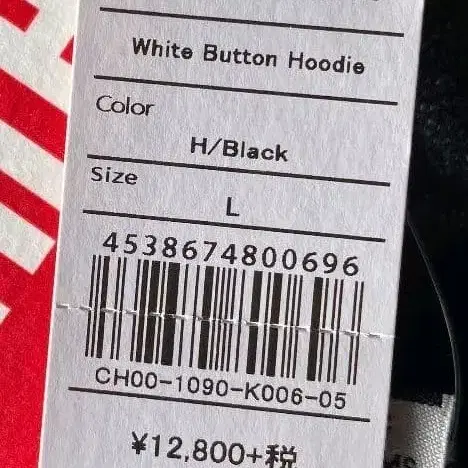 White Button Hoodie
Color
H/Black
Size
L
4538674800696
CH00-1090-K006-05
¥12,800+税